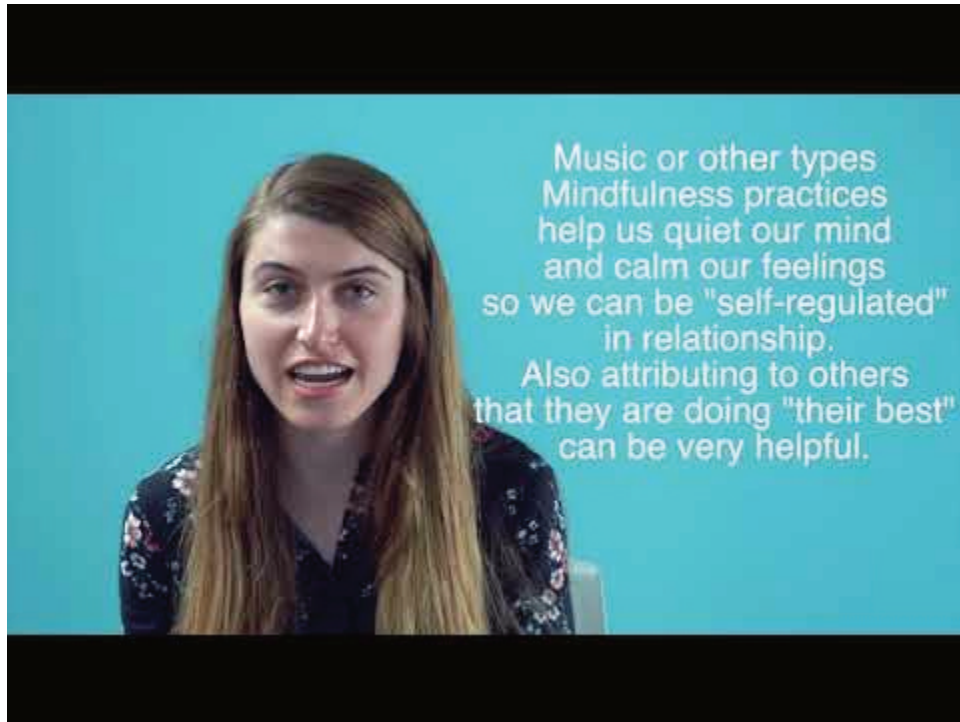 Music or other types
Mindfulness practices
help us quiet our mind
and calm our feelings
so we can be "self-regulated"
in relationship.
Also attributing to others
that they are doing "their best"
can be very helpful.